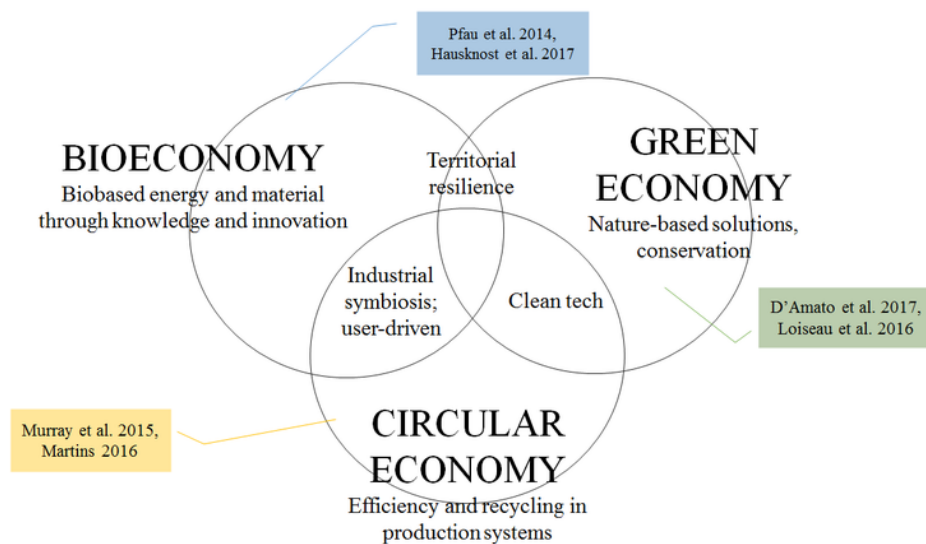 Pfau et al. 2014,
Hausknost et al. 2017
BIOECONOMY
Biobased energy and material
through knowledge and innovation
Territorial
resilience
GREEN
ECONOMY
Nature-based solutions,
conservation
Industrial
symbiosis;
user-driven
Clean tech
D’Amato et al. 2017,
Loiseau et al. 2016
Murray et al. 2015,
Martins 2016
CIRCULAR
ECONOMY
Efficiency and recycling in
production systems